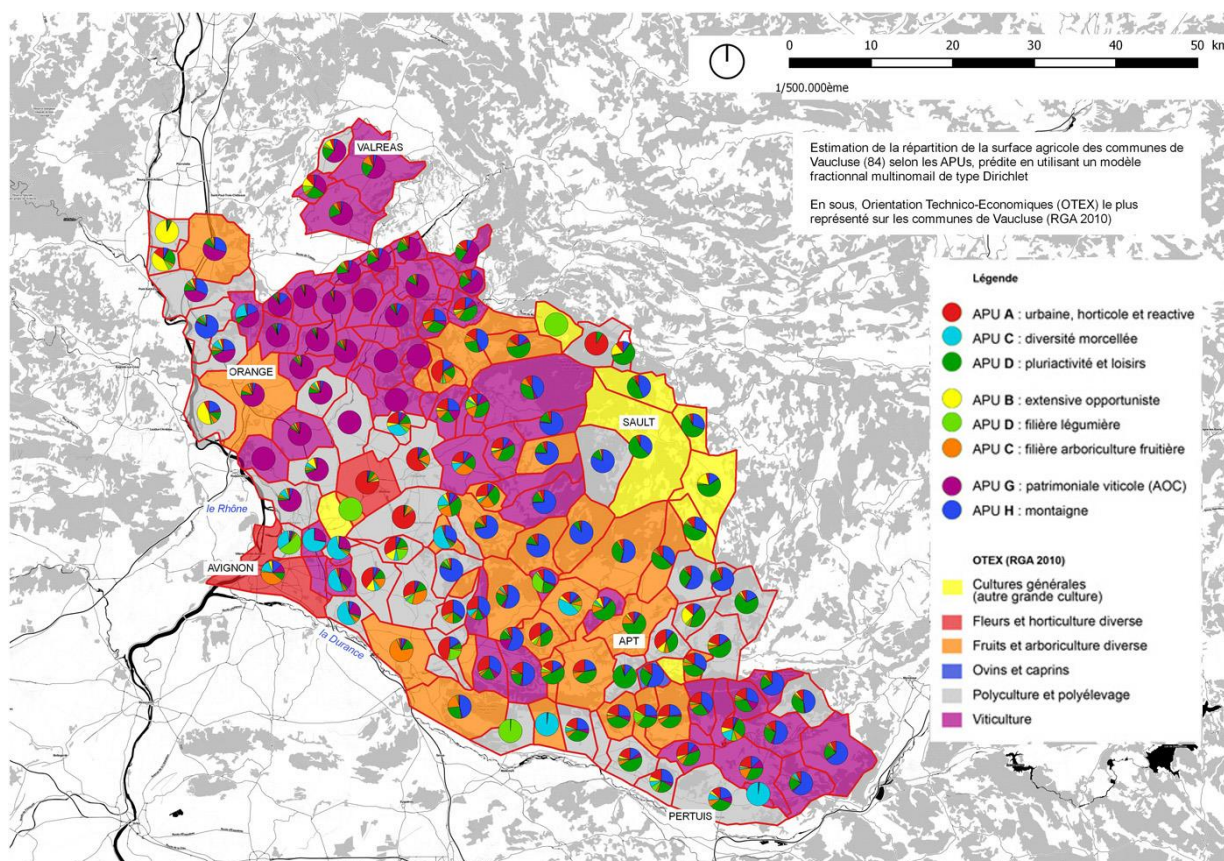 0 10 20 30 40 50 km
1/500.000ème
Estimation de la répartition de la surface agricole des communes de
Vaucluse (84) selon les APUs, prédite en utilisant un modèle
fractionnal multinomail de type Dirichlet
En sous, Orientation Technico-Economiques (OTEX) le plus
représenté sur les communes de Vaucluse (RGA 2010)
VALREAS
ORANGE
SAULT
le Rhône
AVIGNON
la Durance
APT
PERTUIS
Légende
APU A : urbaine, horticole et reactive
APU C : diversité morcellée
APU D : pluriactivité et loisirs
APU B : extensive opportuniste
APU D : filière légumière
APU C : filière arboriculture fruitière
APU G : patrimoniale viticole (AOC)
APU H : montaigne
OTEX (RGA 2010)
Cultures générales
(autre grande culture)
Fleurs et horticulture diverse
Fruits et arboriculture diverse
Ovins et caprins
Polyculture et polyélevage
Viticulture